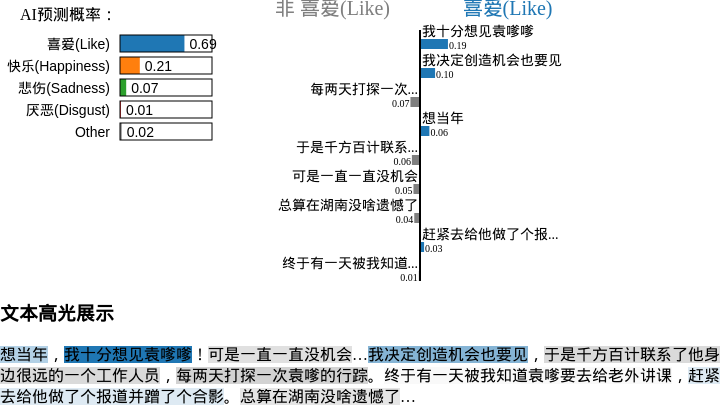 AI预测概率：
喜爱(Like) 0.69
快乐(Happiness) 0.21
悲伤(Sadness) 0.07
厌恶(Disgust) 0.01
Other 0.02
非 喜爱(Like) 喜爱(Like)
我十分想见袁嗲嗲
0.19
我决定创造机会也要见
0.10
每两天打探一次...
0.07
想当年
0.06
于是千方百计联系...
0.06
可是一直一直没机会
0.05
总算在湖南没啥遗憾了
0.04
赶紧去给他做了个报...
0.03
终于有一天被我知道...
0.01
文本高光展示
想当年，我十分想见袁嗲嗲！可是一直一直没机会…我决定创造机会也要见，于是千方百计联系了他身
边很远的一个工作人员，每两天打探一次袁嗲的行踪。终于有一天被我知道袁嗲要去给老外讲课，赶紧
去给他做了个报道并蹭了个合影。总算在湖南没啥遗憾了…